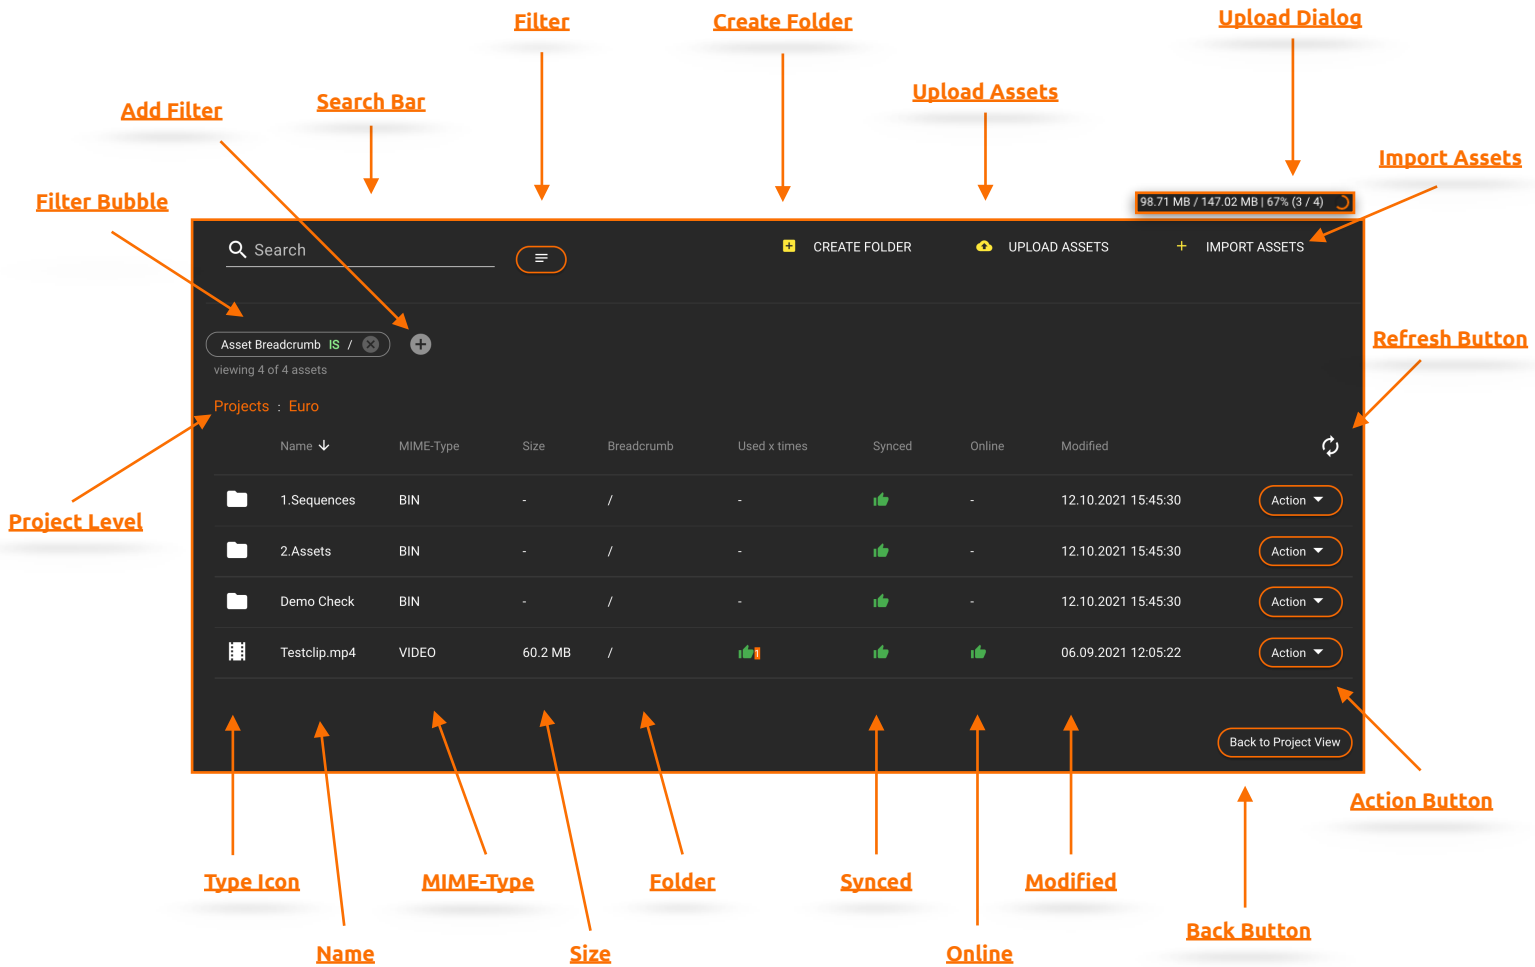 Filter
Create Folder
Upload Dialog
Add Filter
Search Bar
Upload Assets
Import Assets
Filter Bubble
98.71 MB / 147.02 MB | 67% (3 / 4)
Search
CREATE FOLDER
UPLOAD ASSETS
IMPORT ASSETS
Asset Breadcrumb IS /
viewing 4 of 4 assets
Refresh Button
Projects : Euro
Name MIME-Type Size Breadcrumb Used x times Synced Online Modified
1.Sequences BIN - / - - 12.10.2021 15:45:30 Action
Project Level
2.Assets BIN - / - - 12.10.2021 15:45:30 Action
Demo Check BIN - / - - 12.10.2021 15:45:30 Action
Testclip.mp4 VIDEO 60.2 MB / 1 06.09.2021 12:05:22 Action
Back to Project View
Action Button
Type Icon
MIME-Type
Folder
Synced
Modified
Back Button
Name
Size
Online